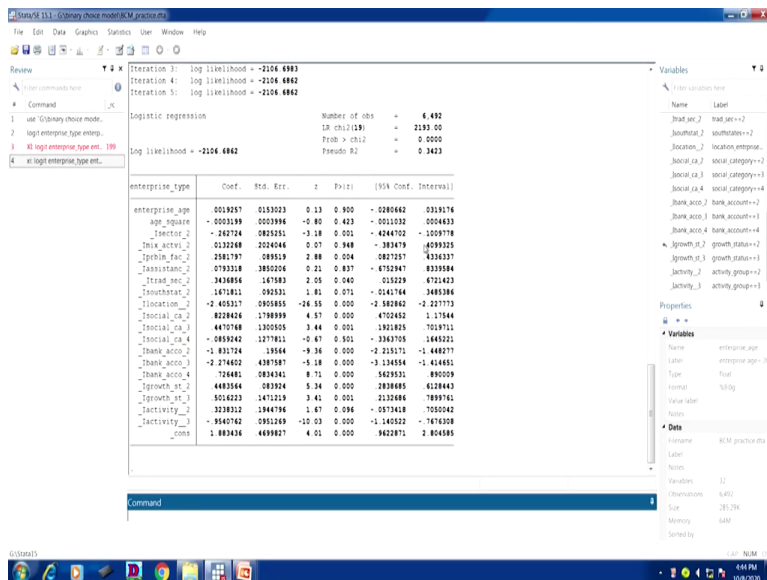 Stata/SE 15.1 - G:\binary choice model\BCM_practice.dta
File Edit Data Graphics Statistics User Window Help
Review
Filter commands here
# Command _rc
1 use "G:\binary choice mode...
2 logit enterprise_type enterp...
3 XI: logit enterprise_type ent... 199
4 xi: logit enterprise_type ent...
Iteration 3: log likelihood = -2106.6983
Iteration 4: log likelihood = -2106.6862
Iteration 5: log likelihood = -2106.6862
Logistic regression Number of obs = 6,492
LR chi2(19) = 2193.00
Prob > chi2 = 0.0000
Log likelihood = -2106.6862 Pseudo R2 = 0.3423
enterprise_type Coef. Std. Err. z P>|z| [95% Conf. Interval]
enterprise_age .0019257 .0153023 0.13 0.900 -.0280662 .0319176
age_square -.0003199 .0003996 -0.80 0.423 -.0011032 .0004633
_Isector_2 -.262724 .0825251 -3.18 0.001 -.4244702 -.1009778
_Imix_actvi_2 .0132268 .2024046 0.07 0.948 -.383479 .4099325
_Iprblm_fac_2 .2581797 .089519 2.88 0.004 .0827257 .4336337
_Iassistanc_2 .0793318 .3850206 0.21 0.837 -.6752947 .8339584
_Itrad_sec_2 .3436856 .167583 2.05 0.040 .015229 .6721423
_Isouthstat_2 .1671811 .092531 1.81 0.071 -.0141764 .3485386
_Ilocation__2 -2.405317 .0905855 -26.55 0.000 -2.582862 -2.227773
_Isocial_ca_2 .8228426 .1798999 4.57 0.000 .4702452 1.17544
_Isocial_ca_3 .4470768 .1300505 3.44 0.001 .1921825 .7019711
_Isocial_ca_4 -.0859242 .1277811 -0.67 0.501 -.3363705 .1645221
_Ibank_acco_2 -1.831724 .19564 -9.36 0.000 -2.215171 -1.448277
_Ibank_acco_3 -2.274602 .4387587 -5.18 0.000 -3.134554 -1.414651
_Ibank_acco_4 .726481 .0834341 8.71 0.000 .5629531 .890009
_Igrowth_st_2 .4483564 .083924 5.34 0.000 .2838685 .6128443
_Igrowth_st_3 .5016223 .1471279 3.41 0.001 .2132686 .7899761
_Iactivity__2 .3238312 .1944796 1.67 0.096 -.0573418 .7050042
_Iactivity__3 -.9540762 .0951269 -10.03 0.000 -1.140522 -.7676308
_cons 1.883436 .4699827 4.01 0.000 .9622871 2.804585
Command
Variables
Filter variables here
Name Label
_Itrad_sec_2 trad_sec==2
_Isouthstat_2 southstates==2
_Ilocation__2 location_entrprise...
_Isocial_ca_2 social_category==2
_Isocial_ca_3 social_category==3
_Isocial_ca_4 social_category==4
_Ibank_acco_2 bank_account==2
_Ibank_acco_3 bank_account==3
_Ibank_acco_4 bank_account==4
_Igrowth_st_2 growth_status==2
_Igrowth_st_3 growth_status==3
_Iactivity__2 activity_group==2
_Iactivity__3 activity_group==3
Properties
Variables
Name enterprise_age
Label
Type float
Format %9.0g
Value label
Notes
Data
Filename BCM_practice.dta
Label
Notes
Variables 32
Observations 6,492
Size 285.29K
Memory 64M
Sorted by
G:\Stata15
CAP NUM
4:44 PM
10/8/2020